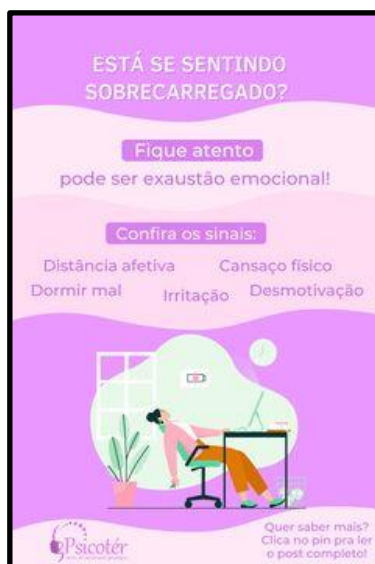 ESTÁ SE SENTINDO
SOBRECARREGADO?
Fique atento
pode ser exaustão emocional!
Confira os sinais:
Distância afetiva Cansaço físico
Dormir mal Irritação Desmotivação
Psicotér
Quer saber mais?
Clica no pin pra ler
o post completo!